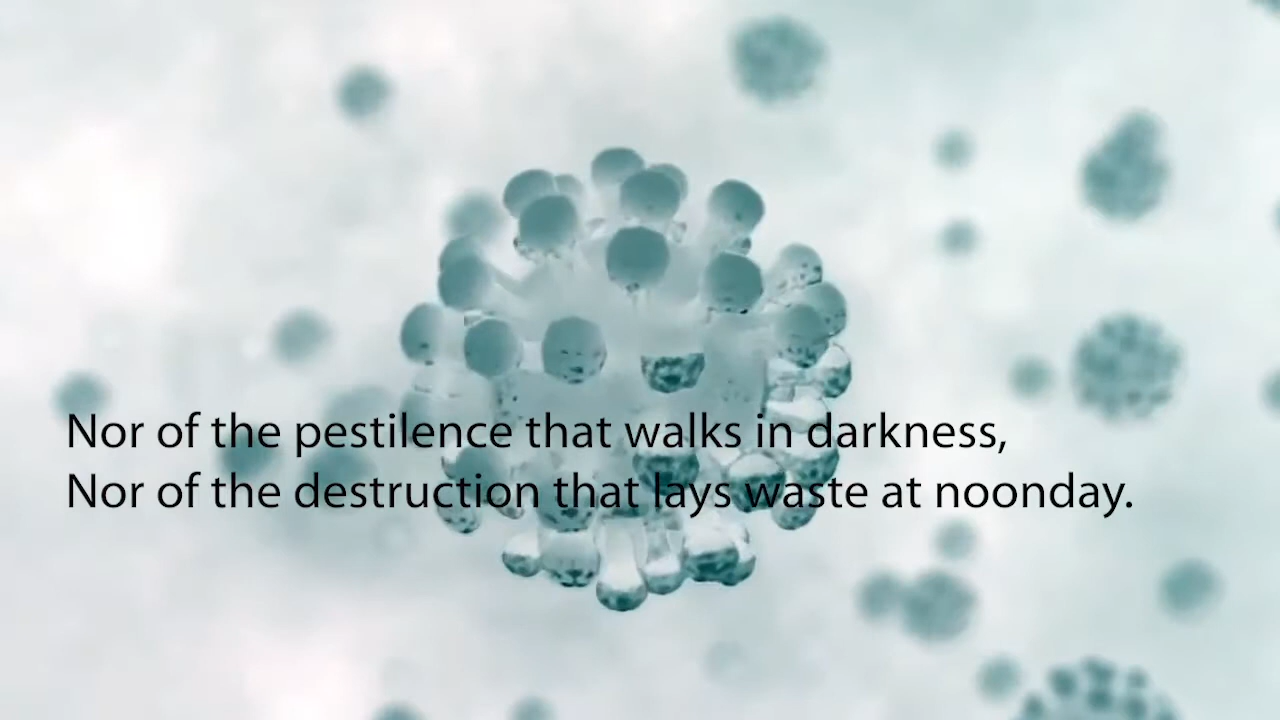 Nor of the pestilence that walks in darkness,
Nor of the destruction that lays waste at noonday.